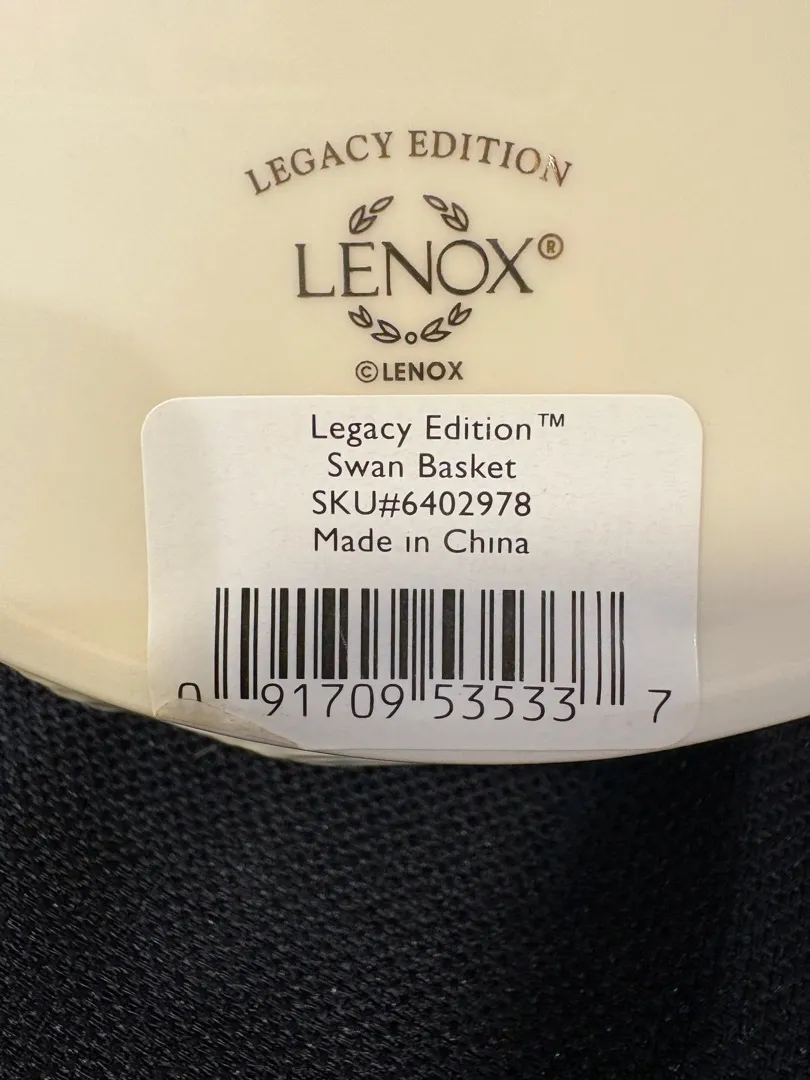 LEGACY EDITION
LENOX®
©LENOX
Legacy Edition™
Swan Basket
SKU#6402978
Made in China
0 91709 53533 7